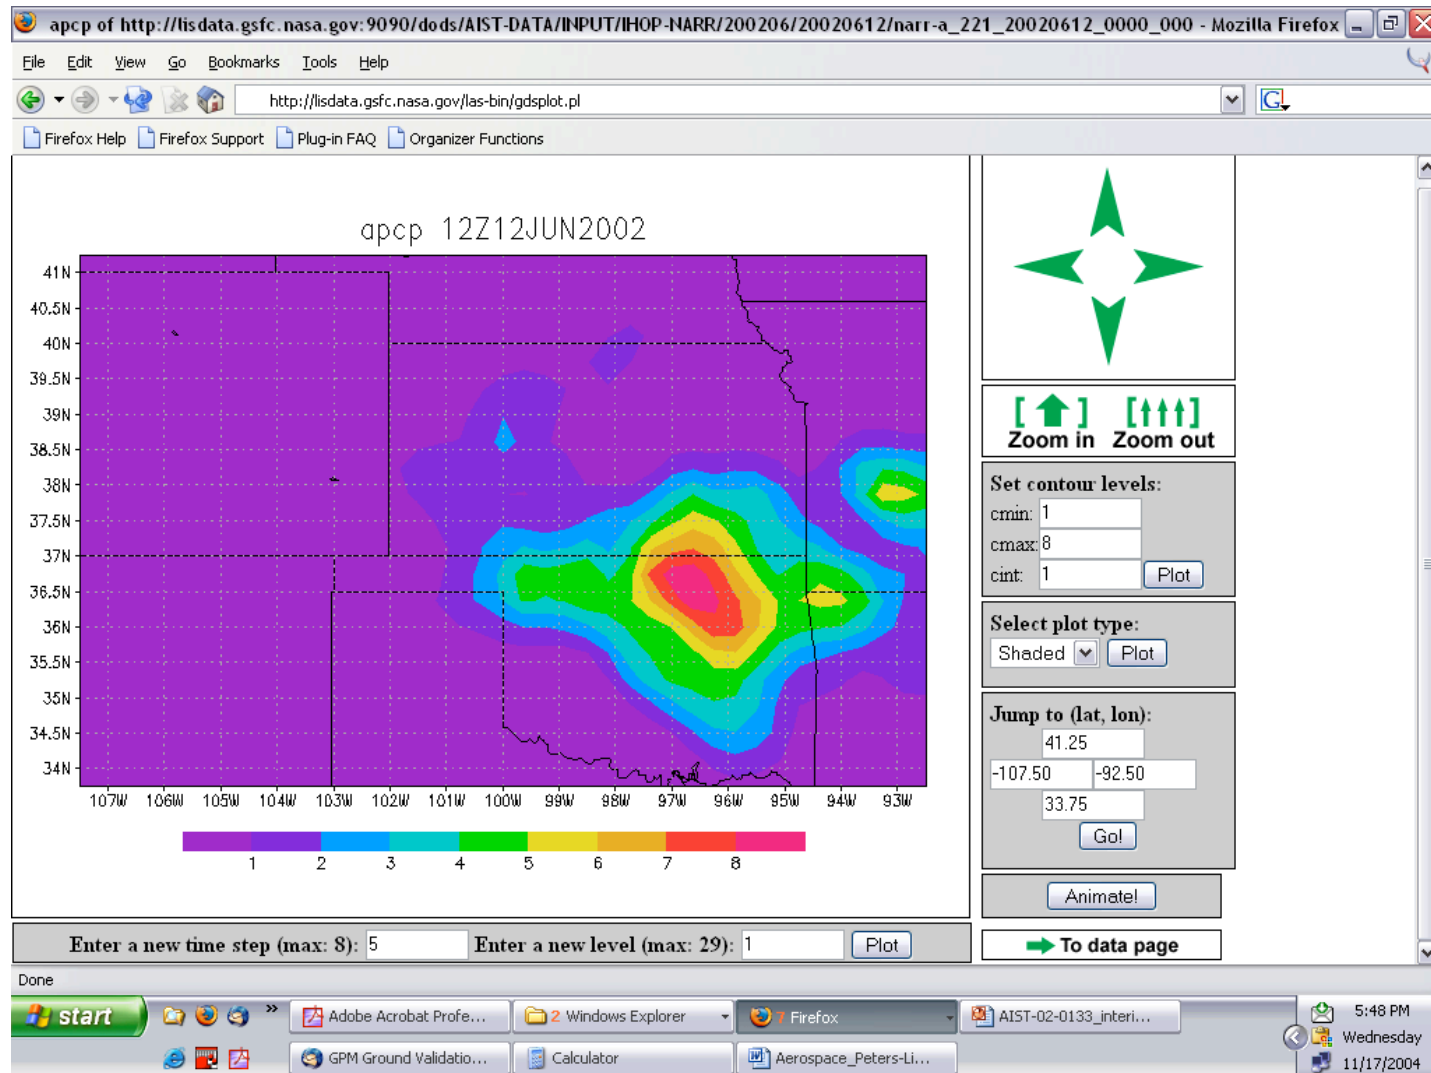 apcp of http://lisdata.gsfc.nasa.gov:9090/dods/AIST-DATA/INPUT/IHOP-NARR/200206/20020612/narr-a_221_20020612_0000_000 - Mozilla Firefox
File Edit View Go Bookmarks Tools Help
http://lisdata.gsfc.nasa.gov/las-bin/gdsplot.pl
G
Firefox Help Firefox Support Plug-in FAQ Organizer Functions
apcp 12Z12JUN2002
41N
40.5N
40N
39.5N
39N
38.5N
38N
37.5N
37N
36.5N
36N
35.5N
35N
34.5N
34N
107W 106W 105W 104W 103W 102W 101W 100W 99W 98W 97W 96W 95W 94W 93W
1 2 3 4 5 6 7 8
[ ] [ ]
Zoom in Zoom out
Set contour levels:
cmin: 1
cmax: 8
cint: 1 Plot
Select plot type:
Shaded Plot
Jump to (lat, lon):
41.25
-107.50 -92.50
33.75
Go!
Animate!
Enter a new time step (max: 8): 5 Enter a new level (max: 29): 1 Plot
To data page
Done
start » Adobe Acrobat Profe... 2 Windows Explorer 7 Firefox AIST-02-0133_interi... 5:48 PM
GPM Ground Validatio... Calculator Aerospace_Peters-Li... Wednesday
11/17/2004